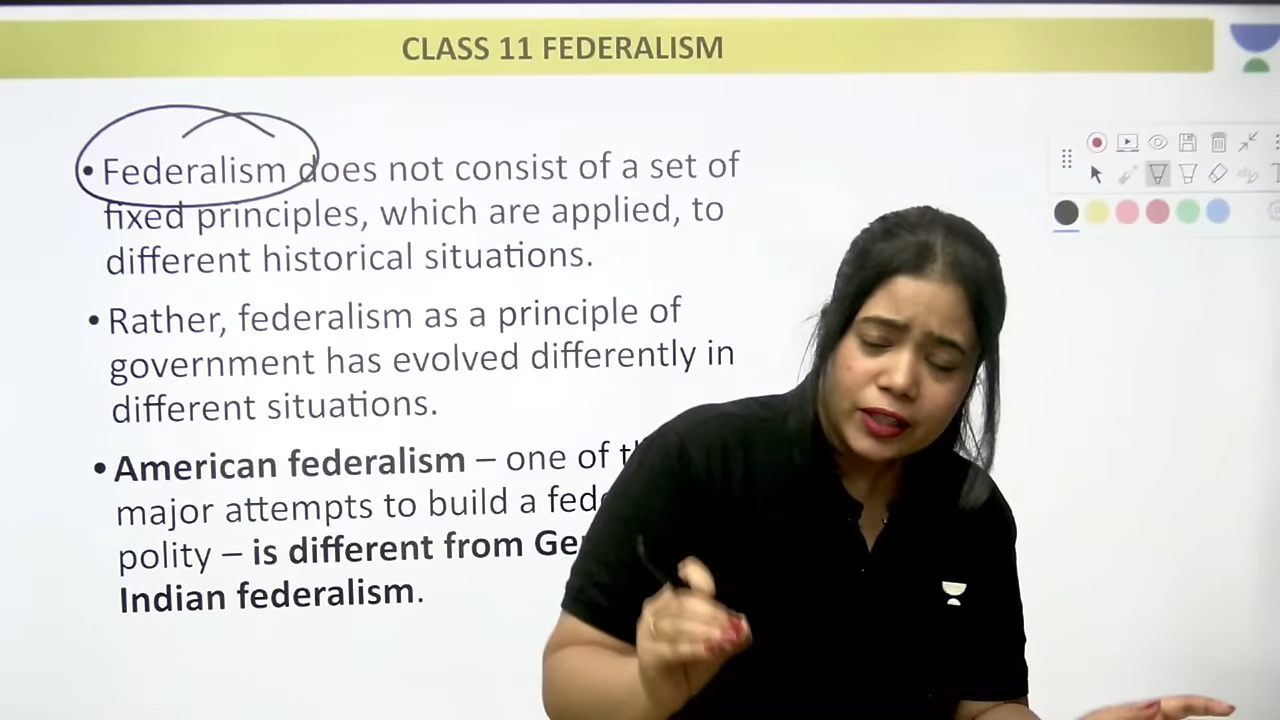 CLASS 11 FEDERALISM
• Federalism does not consist of a set of
fixed principles, which are applied, to
different historical situations.
• Rather, federalism as a principle of
government has evolved differently in
different situations.
• American federalism – one of
major attempts to build a
polity – is different from
Indian federalism.